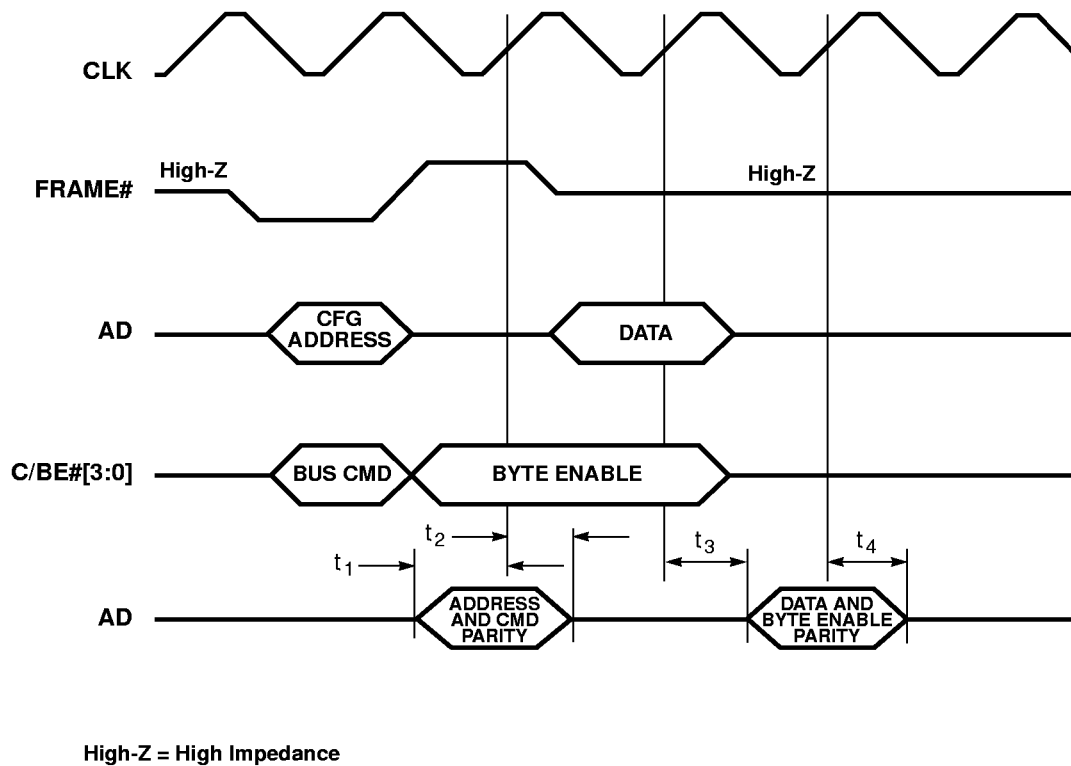 CLK
High-Z
FRAME#
High-Z
AD
CFG
ADDRESS
DATA
C/BE#[3:0]
BUS CMD
BYTE ENABLE
t1
t2
t3
t4
AD
ADDRESS
AND CMD
PARITY
DATA AND
BYTE ENABLE
PARITY
High-Z = High Impedance